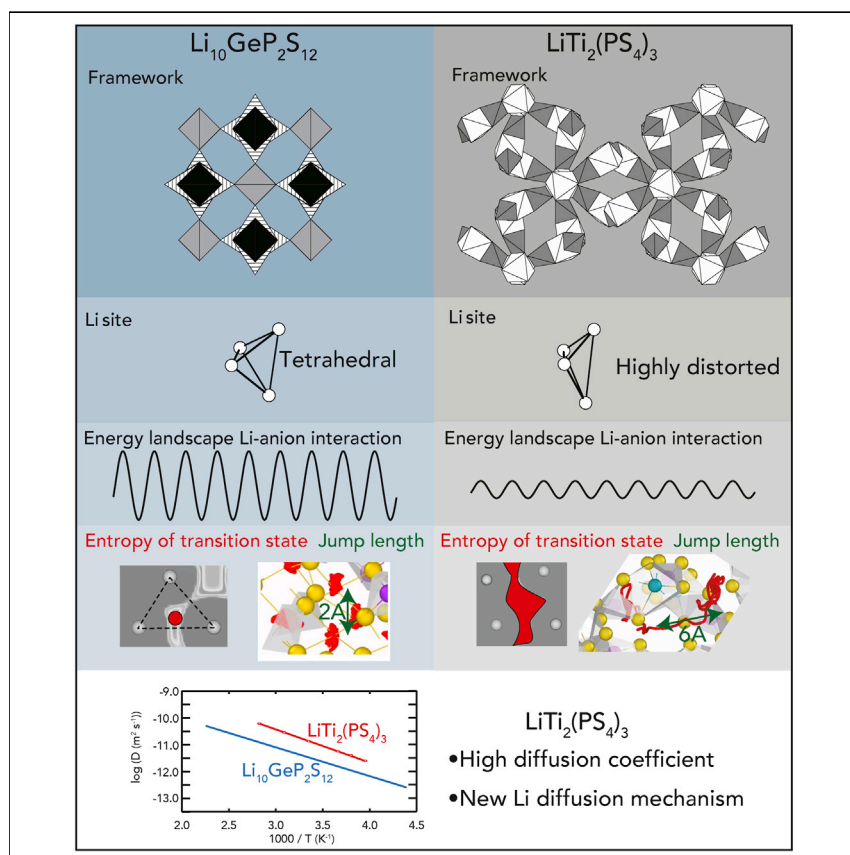 Li₁₀GeP₂S₁₂
Framework
LiTi₂(PS₄)₃
Framework
Li site
Tetrahedral
Li site
Highly distorted
Energy landscape Li-anion interaction
Energy landscape Li-anion interaction
Entropy of transition state Jump length
2A
Entropy of transition state Jump length
6A
log (D (m² s⁻¹))
-9.0
-10.0
-11.0
-12.0
-13.0
LiTi₂(PS₄)₃
Li₁₀GeP₂S₁₂
2.0 2.5 3.0 3.5 4.0 4.5
1000 / T (K⁻¹)
LiTi₂(PS₄)₃
•High diffusion coefficient
•New Li diffusion mechanism